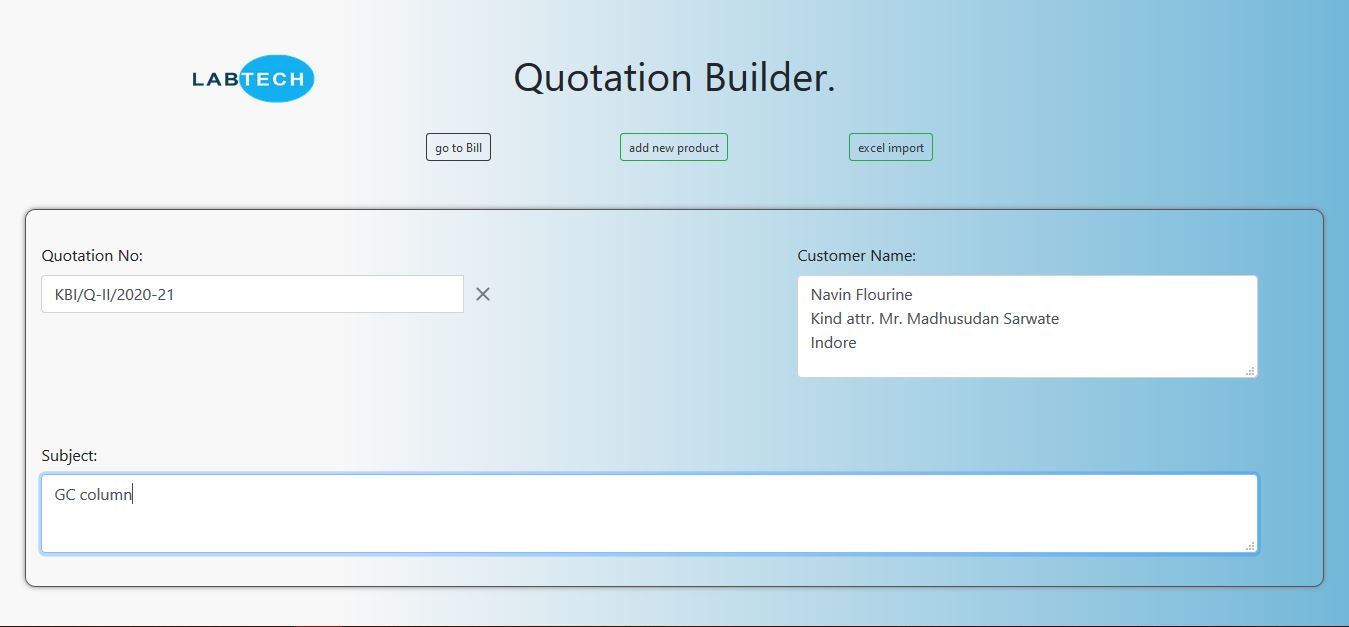 LABTECH
Quotation Builder.
go to Bill
add new product
excel import
Quotation No:
KBI/Q-II/2020-21
Customer Name:
Navin Flourine
Kind attr. Mr. Madhusudan Sarwate
Indore
Subject:
GC column